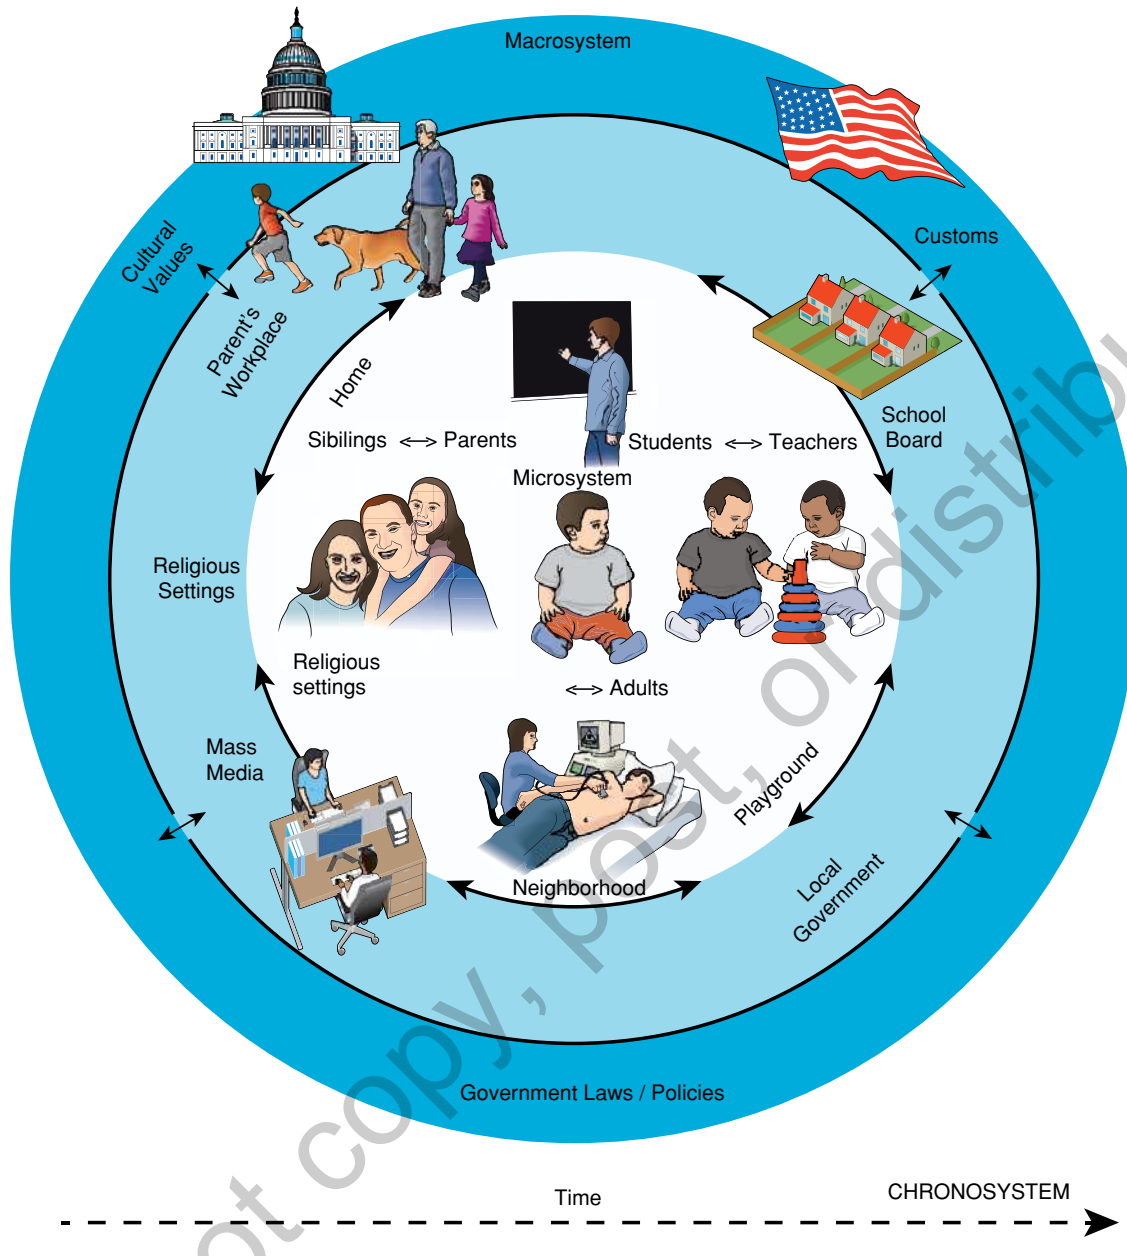 Macrosystem
Cultural
Values
Customs
Parent's
Workplace
Home
School
Board
Sibilings
Parents
Students
Teachers
Microsystem
Religious
Settings
Religious
settings
Adults
Mass
Media
Playground
Neighborhood
Local
Government
Government Laws / Policies
Time
CHRONOSYSTEM
ot copy, post, or distribu